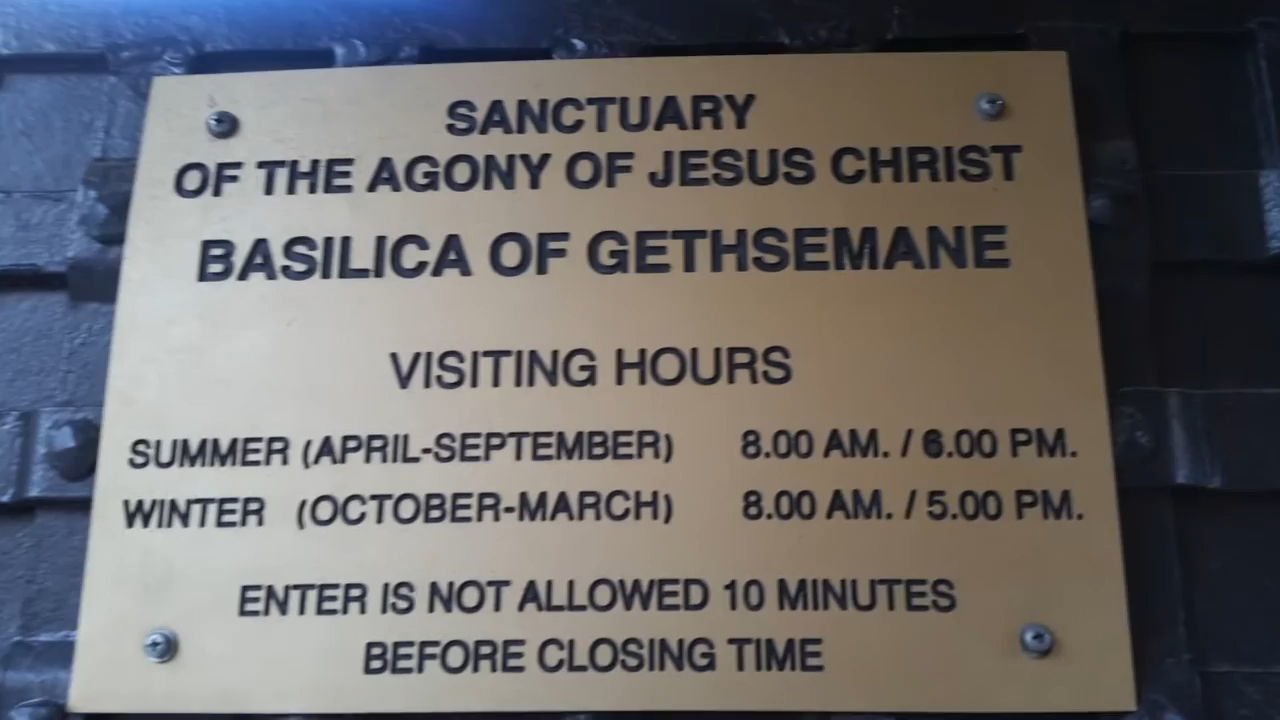 SANCTUARY
OF THE AGONY OF JESUS CHRIST
BASILICA OF GETHSEMANE
VISITING HOURS
SUMMER (APRIL-SEPTEMBER) 8.00 AM. / 6.00 PM.
WINTER (OCTOBER-MARCH) 8.00 AM. / 5.00 PM.
ENTER IS NOT ALLOWED 10 MINUTES
BEFORE CLOSING TIME